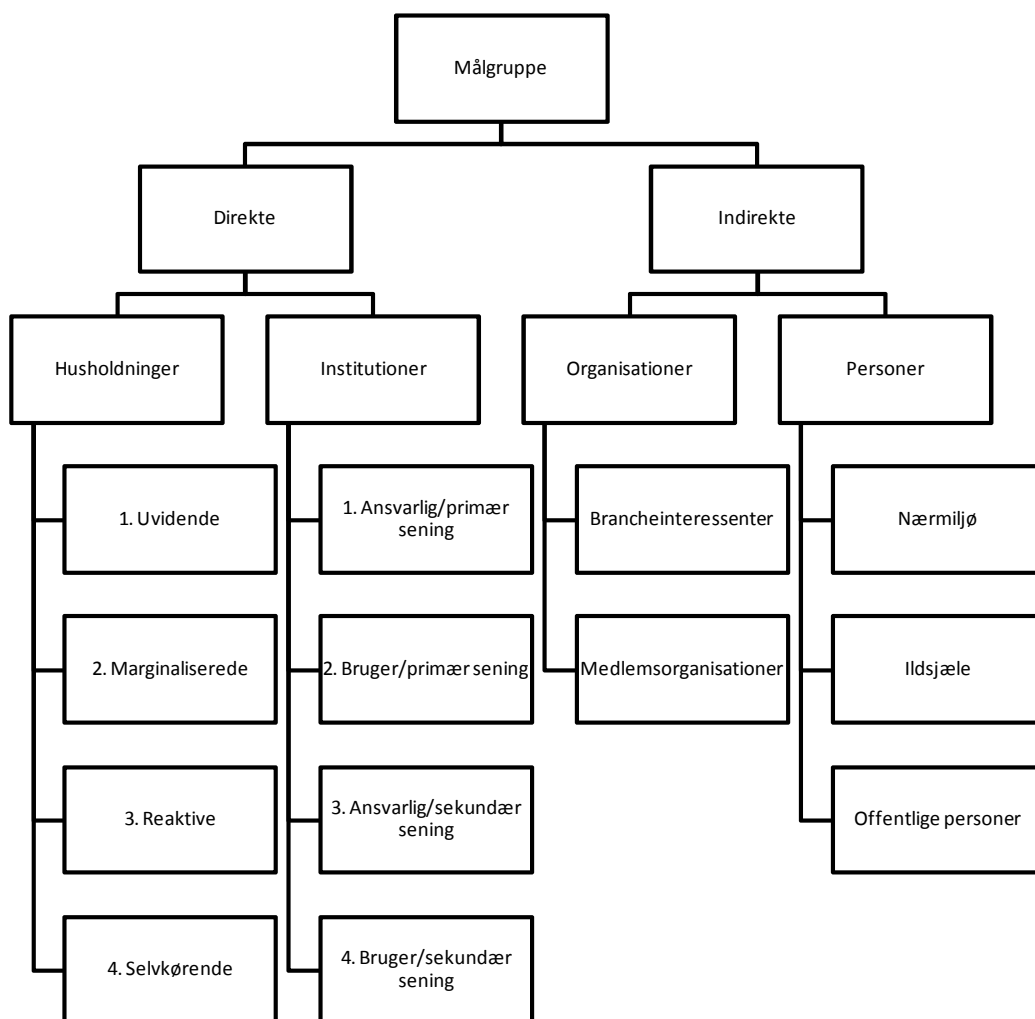 Målgruppe
Direkte
Indirekte
Husholdninger
Institutioner
Organisationer
Personer
1. Uvidende
1. Ansvarlig/primær
sening
Brancheinteressenter
Nærmiljø
2. Marginaliserede
2. Bruger/primær sening
Medlemsorganisationer
Ildsjæle
3. Reaktive
3. Ansvarlig/sekundær
sening
Offentlige personer
4. Selvkørende
4. Bruger/sekundær
sening